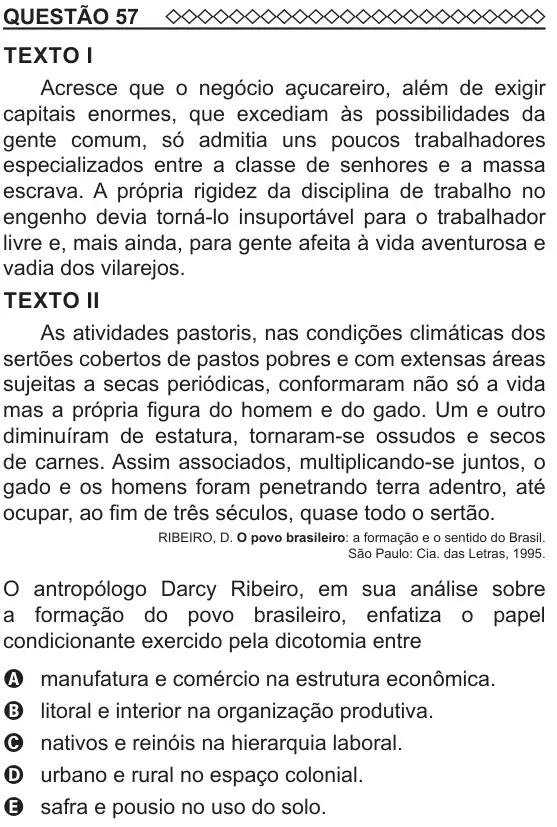 QUESTÃO 57
TEXTO I
Acresce que o negócio açucareiro, além de exigir
capitais enormes, que excediam às possibilidades da
gente comum, só admitia uns poucos trabalhadores
especializados entre a classe de senhores e a massa
escrava. A própria rigidez da disciplina de trabalho no
engenho devia torná-lo insuportável para o trabalhador
livre e, mais ainda, para gente afeita à vida aventurosa e
vadia dos vilarejos.
TEXTO II
As atividades pastoris, nas condições climáticas dos
sertões cobertos de pastos pobres e com extensas áreas
sujeitas a secas periódicas, conformaram não só a vida
mas a própria figura do homem e do gado. Um e outro
diminuíram de estatura, tornaram-se ossudos e secos
de carnes. Assim associados, multiplicando-se juntos, o
gado e os homens foram penetrando terra adentro, até
ocupar, ao fim de três séculos, quase todo o sertão.
RIBEIRO, D. O povo brasileiro: a formação e o sentido do Brasil.
São Paulo: Cia. das Letras, 1995.
O antropólogo Darcy Ribeiro, em sua análise sobre
a formação do povo brasileiro, enfatiza o papel
condicionante exercido pela dicotomia entre
A manufatura e comércio na estrutura econômica.
B litoral e interior na organização produtiva.
C nativos e reinóis na hierarquia laboral.
D urbano e rural no espaço colonial.
E safra e pousio no uso do solo.